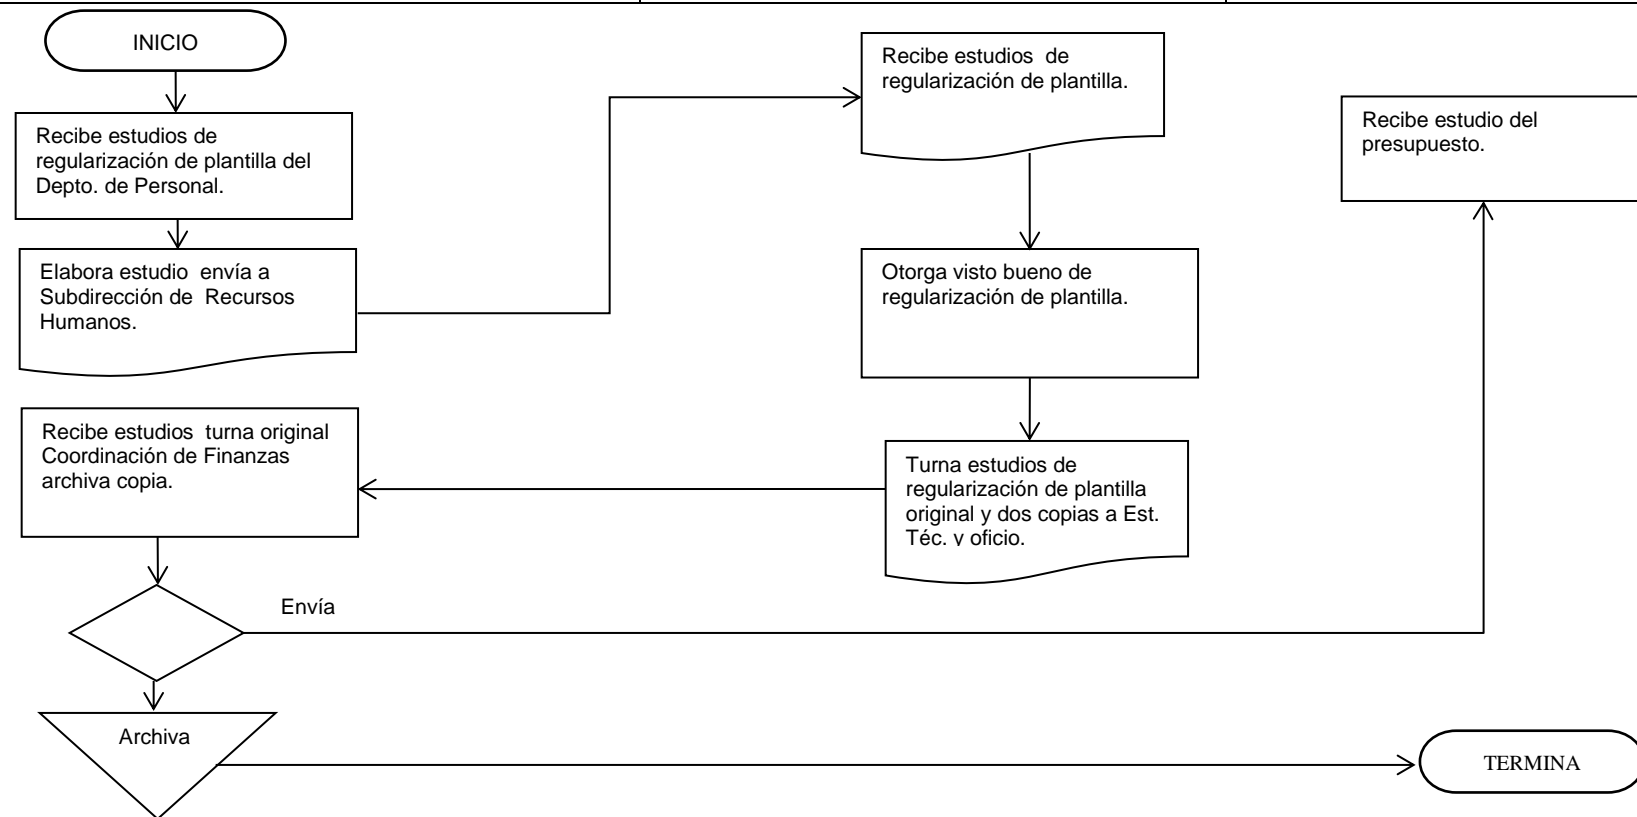 INICIO
Recibe estudios de
regularización de plantilla del
Depto. de Personal.
Elabora estudio envía a
Subdirección de Recursos
Humanos.
Recibe estudios de
regularización de plantilla.
Otorga visto bueno de
regularización de plantilla.
Turna estudios de
regularización de plantilla
original y dos copias a Est.
Téc. y oficio.
Recibe estudios turna original
Coordinación de Finanzas
archiva copia.
Envía
Recibe estudio del
presupuesto.
Archiva
TERMINA